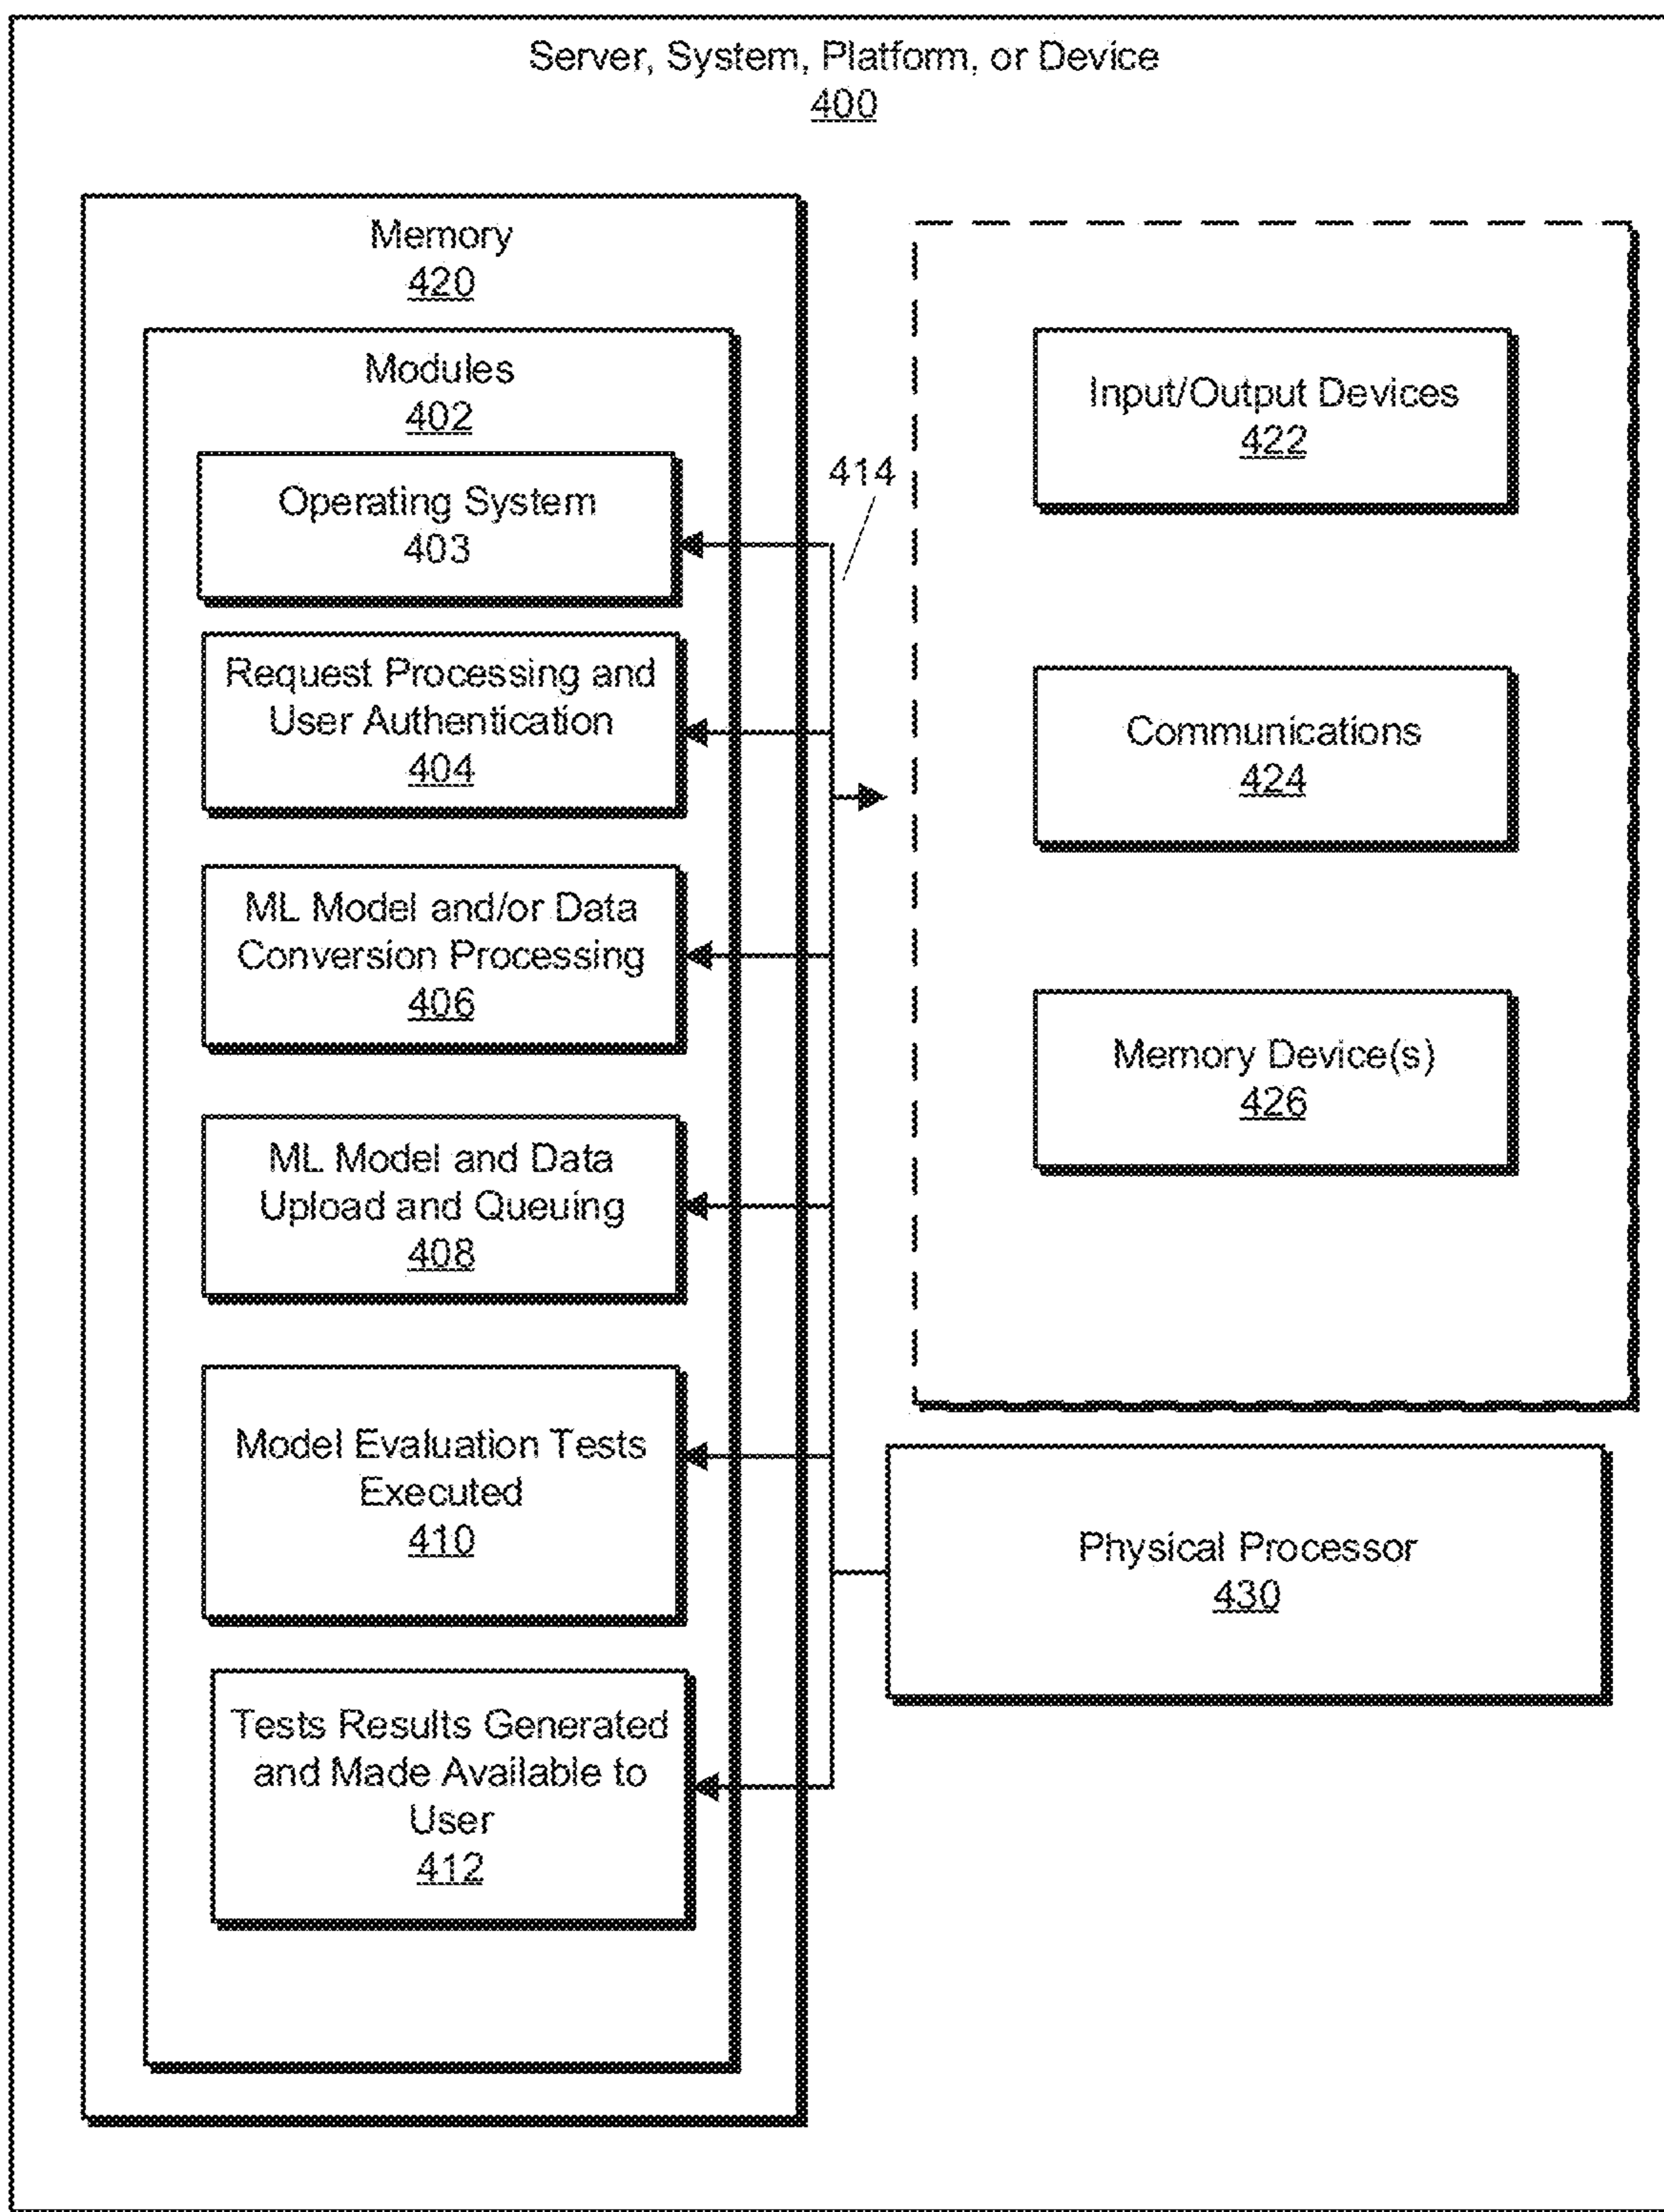 Server, System, Platform, or Device
400
Memory
420
Modules
402
Operating System
403
Request Processing and
User Authentication
404
ML Model and/or Data
Conversion Processing
406
ML Model and Data
Upload and Queuing
408
Model Evaluation Tests
Executed
410
Tests Results Generated
and Made Available to
User
412
414
Input/Output Devices
422
Communications
424
Memory Device(s)
426
Physical Processor
430